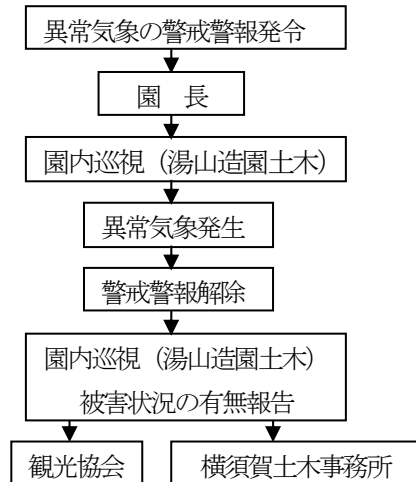 異常気象の警戒警報発令
園　長
園内巡視（湯山造園土木）
異常気象発生
警戒警報解除
園内巡視（湯山造園土木）
被害状況の有無報告
観光協会
横須賀土木事務所